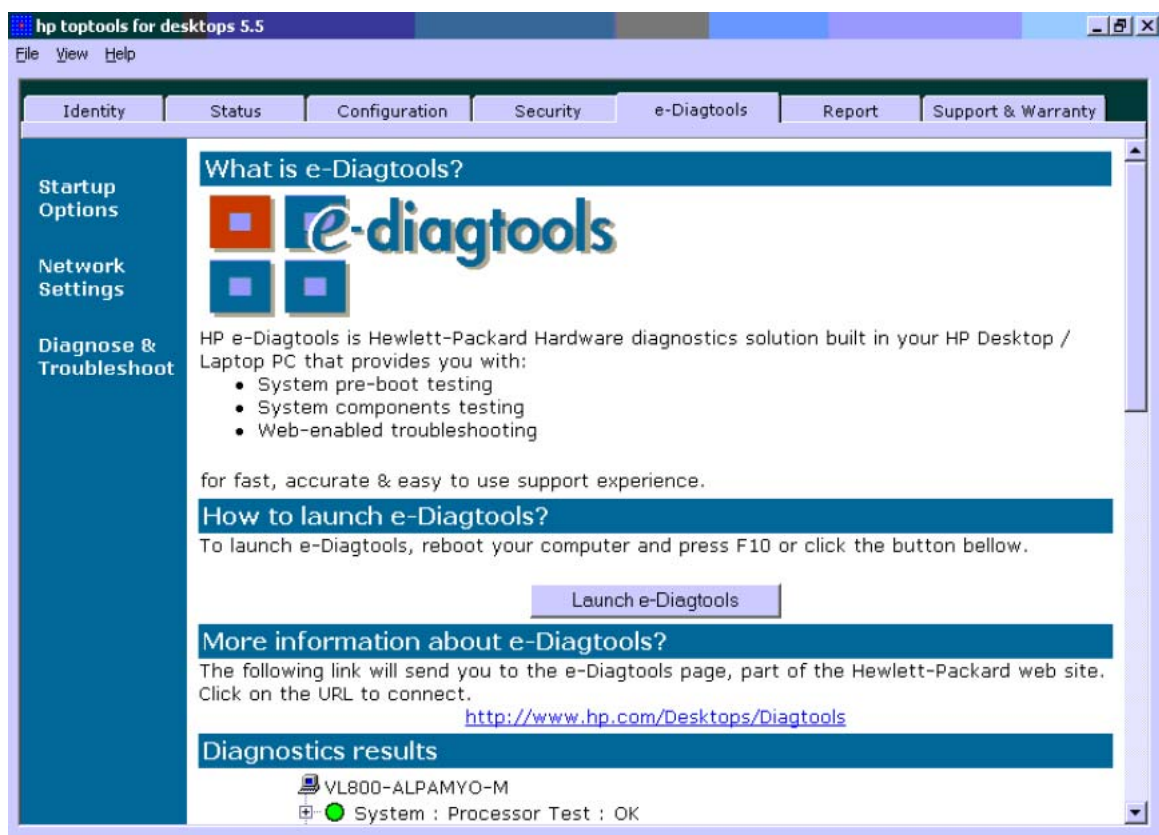 hp toptools for desktops 5.5
File View Help
Identity Status Configuration Security e-Diagtools Report Support & Warranty
Startup
Options
Network
Settings
Diagnose &
Troubleshoot
What is e-Diagtools?
e-diagtools
HP e-Diagtools is Hewlett-Packard Hardware diagnostics solution built in your HP Desktop /
Laptop PC that provides you with:
• System pre-boot testing
• System components testing
• Web-enabled troubleshooting
for fast, accurate & easy to use support experience.
How to launch e-Diagtools?
To launch e-Diagtools, reboot your computer and press F10 or click the button bellow.
Launch e-Diagtools
More information about e-Diagtools?
The following link will send you to the e-Diagtools page, part of the Hewlett-Packard web site.
Click on the URL to connect.
http://www.hp.com/Desktops/Diagtools
Diagnostics results
VL800-ALPAMYO-M
System : Processor Test : OK